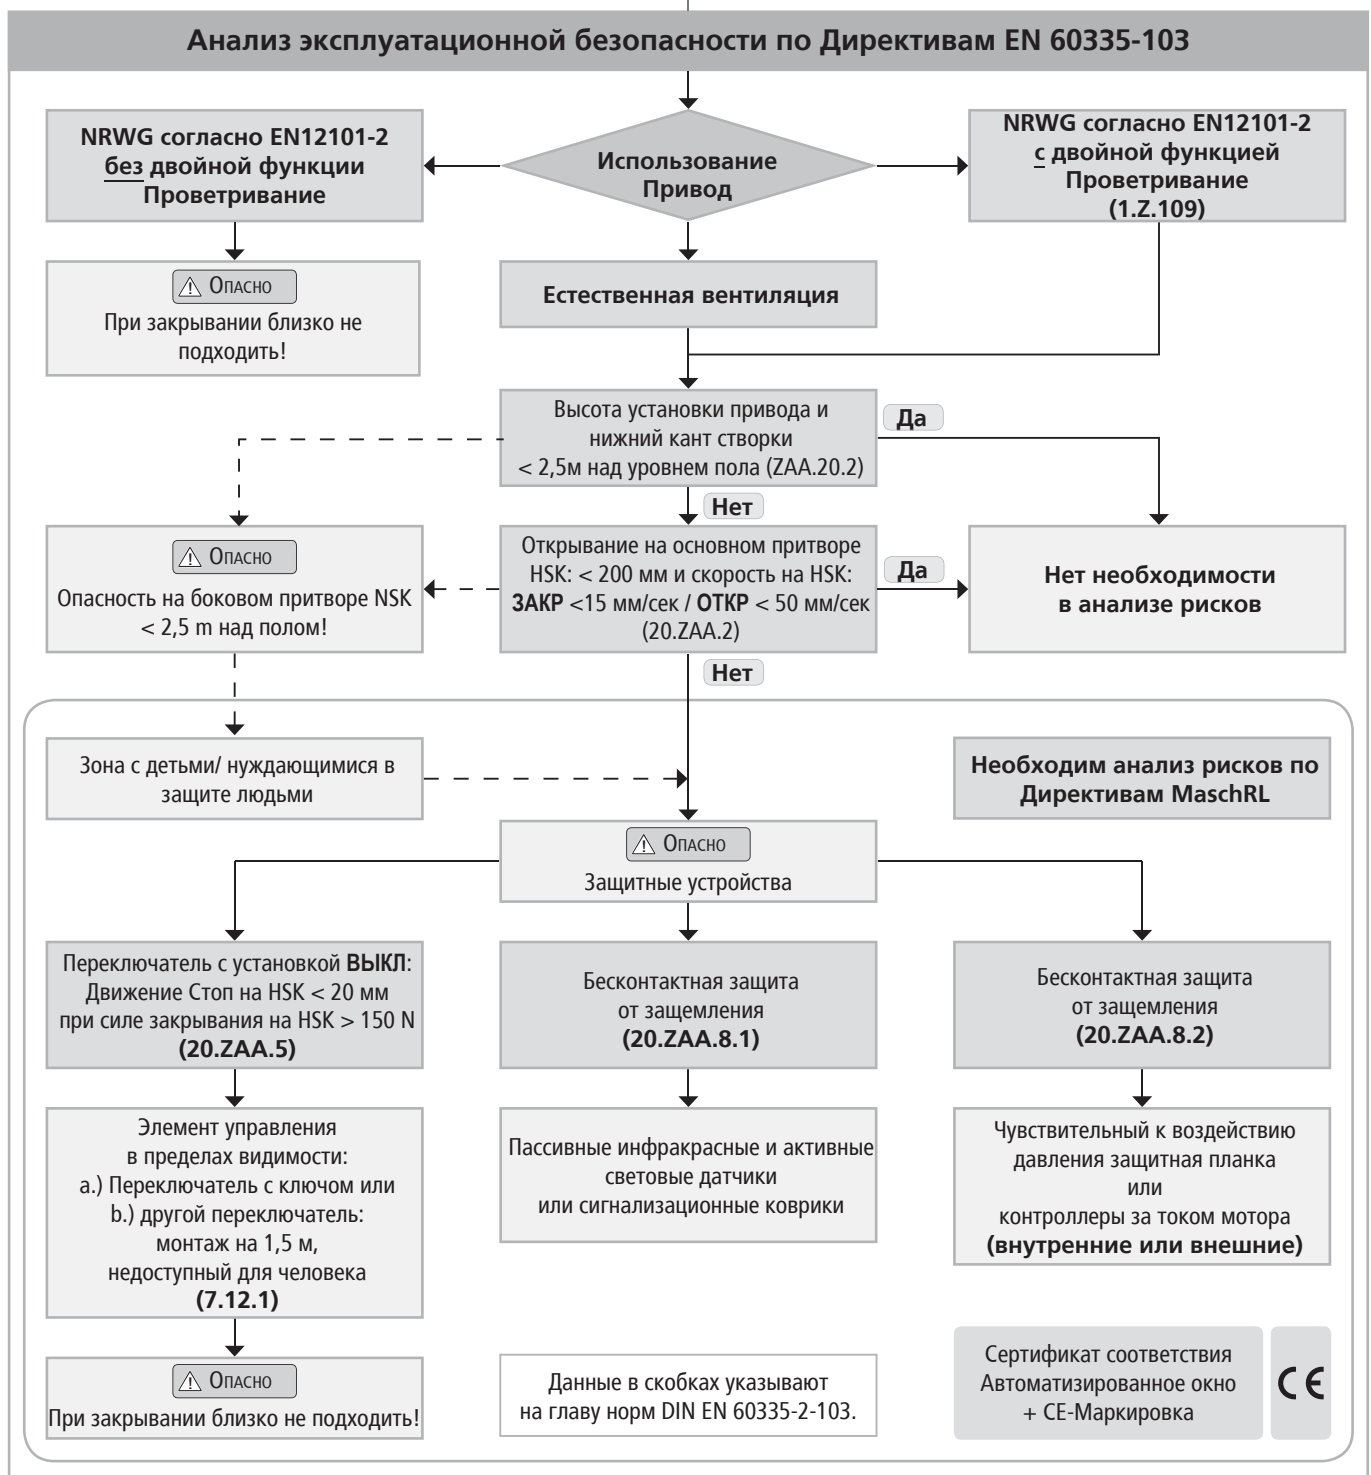 Анализ эксплуатационной безопасности по Директивам EN 60335-103
NRWG согласно EN12101-2
без двойной функции
Проветривание
Использование
Привод
NRWG согласно EN12101-2
с двойной функцией
Проветривание
(1.Z.109)
⚠ Опасно
При закрывании близко не
подходить!
Естественная вентиляция
Высота установки привода и
нижний кант створки
< 2,5м над уровнем пола (ZAA.20.2)
Да
Нет
⚠ Опасно
Опасность на боковом притворе NSK
< 2,5 m над полом!
Открывание на основном притворе
HSK: < 200 мм и скорость на HSK:
ЗАКР <15 мм/сек / ОТКР < 50 мм/сек
(20.ZAA.2)
Да
Нет необходимости
в анализе рисков
Нет
Зона с детьми/ нуждающимися в
защите людьми
Необходим анализ рисков по
Директивам MaschRL
⚠ Опасно
Защитные устройства
Переключатель с установкой ВЫКЛ:
Движение Стоп на HSK < 20 мм
при силе закрывания на HSK > 150 N
(20.ZAA.5)
Бесконтактная защита
от защемления
(20.ZAA.8.1)
Бесконтактная защита
от защемления
(20.ZAA.8.2)
Элемент управления
в пределах видимости:
a.) Переключатель с ключом или
b.) другой переключатель:
монтаж на 1,5 м,
недоступный для человека
(7.12.1)
Пассивные инфракрасные и активные
световые датчики
или сигнализационные коврики
Чувствительный к воздействию
давления защитная планка
или
контроллеры за током мотора
(внутренние или внешние)
⚠ Опасно
При закрывании близко не подходить!
Данные в скобках указывают
на главу норм DIN EN 60335-2-103.
Сертификат соответствия
Автоматизированное окно
+ CE-Маркировка
CE